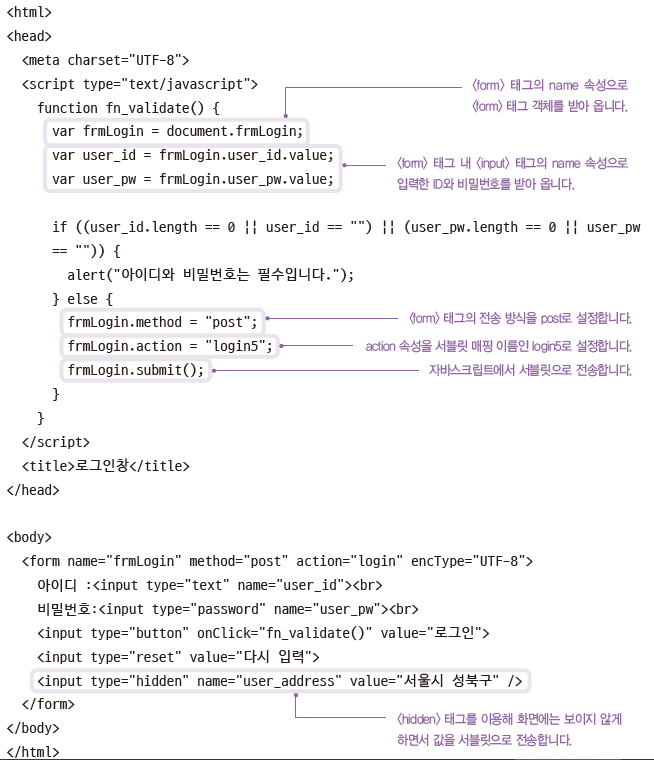 <html>
<head>
<meta charset="UTF-8">
<script type="text/javascript">
function fn_validate() {
var frmLogin = document.frmLogin;
var user_id = frmLogin.user_id.value;
var user_pw = frmLogin.user_pw.value;
〈form〉 태그의 name 속성으로
〈form〉 태그 객체를 받아 옵니다.
〈form〉 태그 내 〈input〉 태그의 name 속성으로
입력한 ID와 비밀번호를 받아 옵니다.
if ((user_id.length == 0 || user_id == "") || (user_pw.length == 0 || user_pw
== "")) {
alert("아이디와 비밀번호는 필수입니다.");
} else {
frmLogin.method = "post";
〈form〉 태그의 전송 방식을 post로 설정합니다.
frmLogin.action = "login5";
action 속성을 서블릿 매핑 이름인 login5로 설정합니다.
frmLogin.submit();
자바스크립트에서 서블릿으로 전송합니다.
}
}
</script>
<title>로그인창</title>
</head>
<body>
<form name="frmLogin" method="post" action="login" encType="UTF-8">
아이디 :<input type="text" name="user_id"><br>
비밀번호:<input type="password" name="user_pw"><br>
<input type="button" onClick="fn_validate()" value="로그인">
<input type="reset" value="다시 입력">
<input type="hidden" name="user_address" value="서울시 성북구" />
</form>
〈hidden〉 태그를 이용해 화면에는 보이지 않게
하면서 값을 서블릿으로 전송합니다.
</body>
</html>